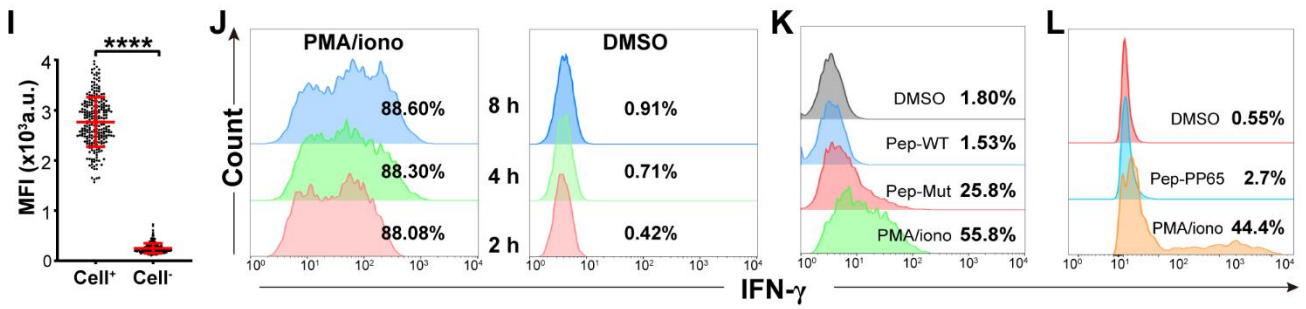 I
****
MFI (x10³a.u.)
4
3
2
1
0
Cell⁺ Cell⁻
J
Count
PMA/iono
88.60%
88.30%
88.08%
10⁰ 10¹ 10² 10³ 10⁴
8 h
4 h
2 h
DMSO
0.91%
0.71%
0.42%
10⁰ 10¹ 10² 10³ 10⁴
K
DMSO 1.80%
Pep-WT 1.53%
Pep-Mut 25.8%
PMA/iono 55.8%
10⁰ 10¹ 10² 10³ 10⁴
L
DMSO 0.55%
Pep-PP65 2.7%
PMA/iono 44.4%
10⁰ 10¹ 10² 10³ 10⁴
IFN-γ